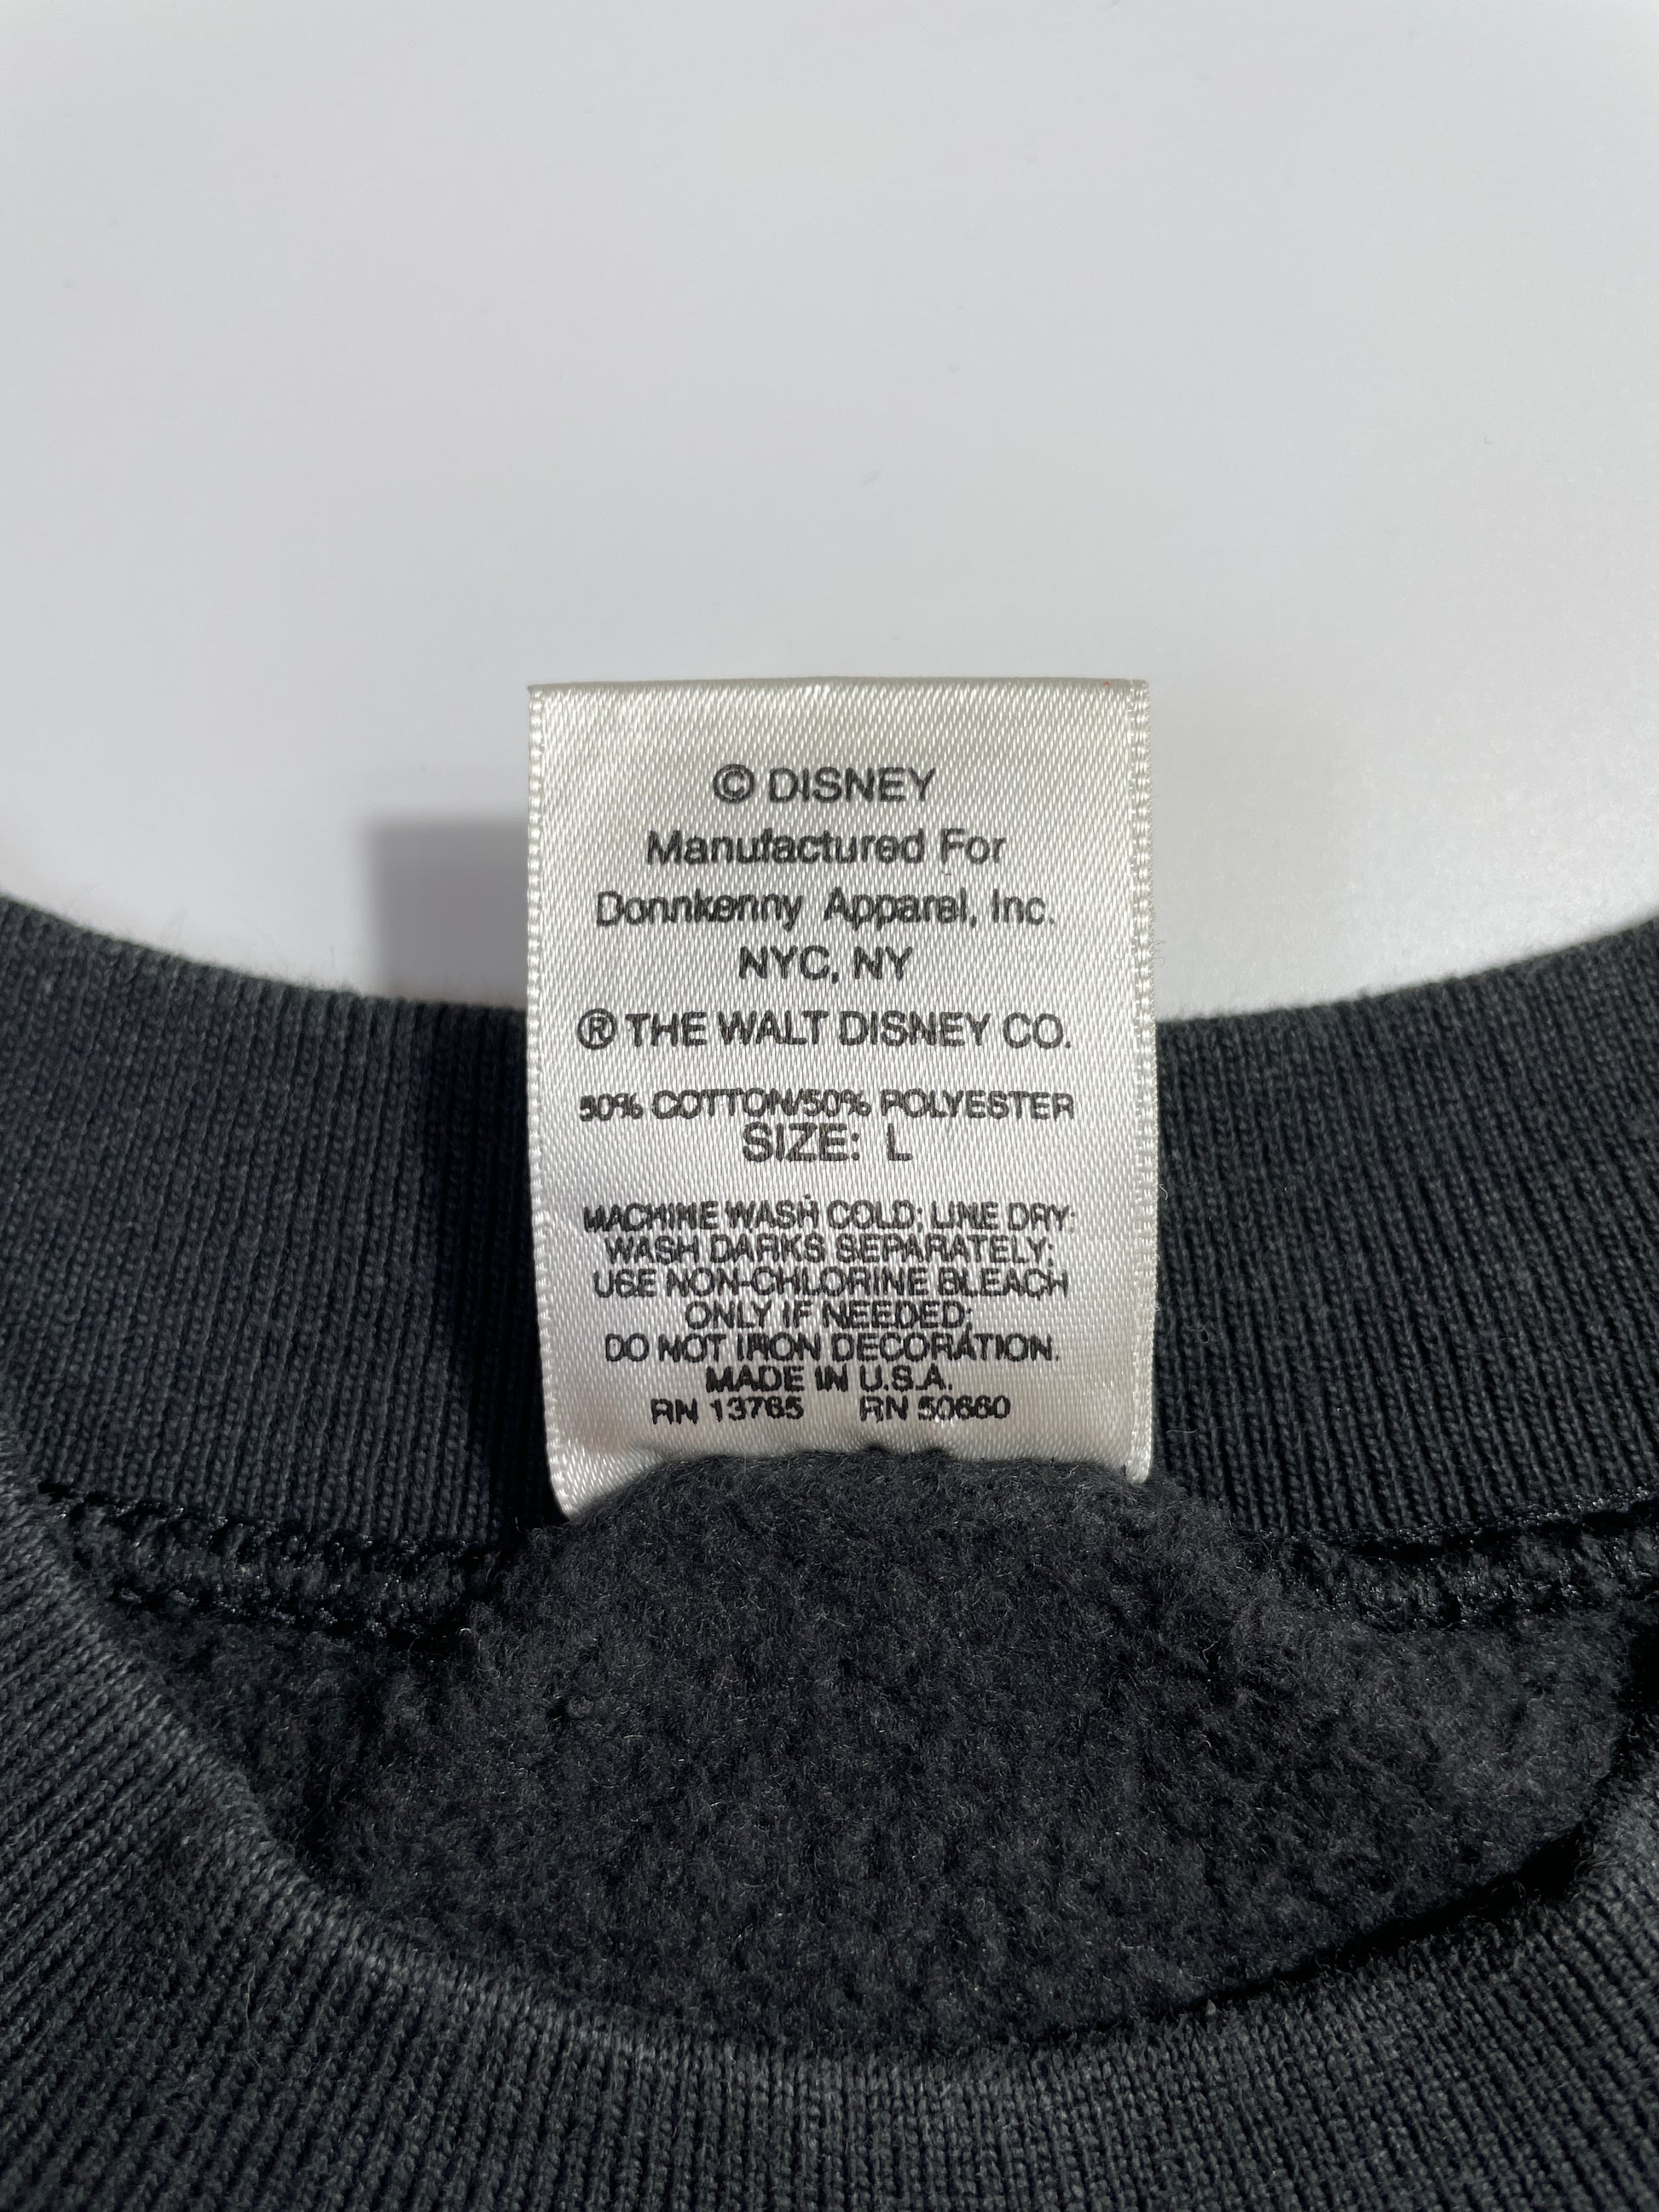 © DISNEY
Manufactured For
Donnkenny Apparel, Inc.
NYC, NY
® THE WALT DISNEY CO.
50% COTTON/50% POLYESTER
SIZE: L
MACHINE WASH COLD; LINE DRY;
WASH DARKS SEPARATELY;
USE NON-CHLORINE BLEACH
ONLY IF NEEDED;
DO NOT IRON DECORATION.
MADE IN U.S.A.
RN 13765 RN 50660